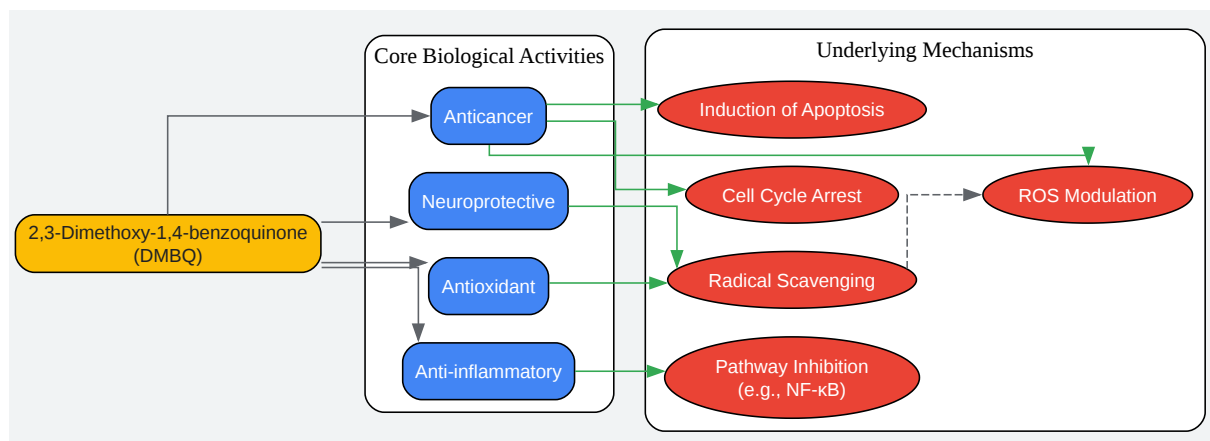 Core Biological Activities
Underlying Mechanisms
Anticancer
Induction of Apoptosis
Neuroprotective
Cell Cycle Arrest
ROS Modulation
2,3-Dimethoxy-1,4-benzoquinone
(DMBQ)
Antioxidant
Radical Scavenging
Anti-inflammatory
Pathway Inhibition
(e.g., NF-κB)